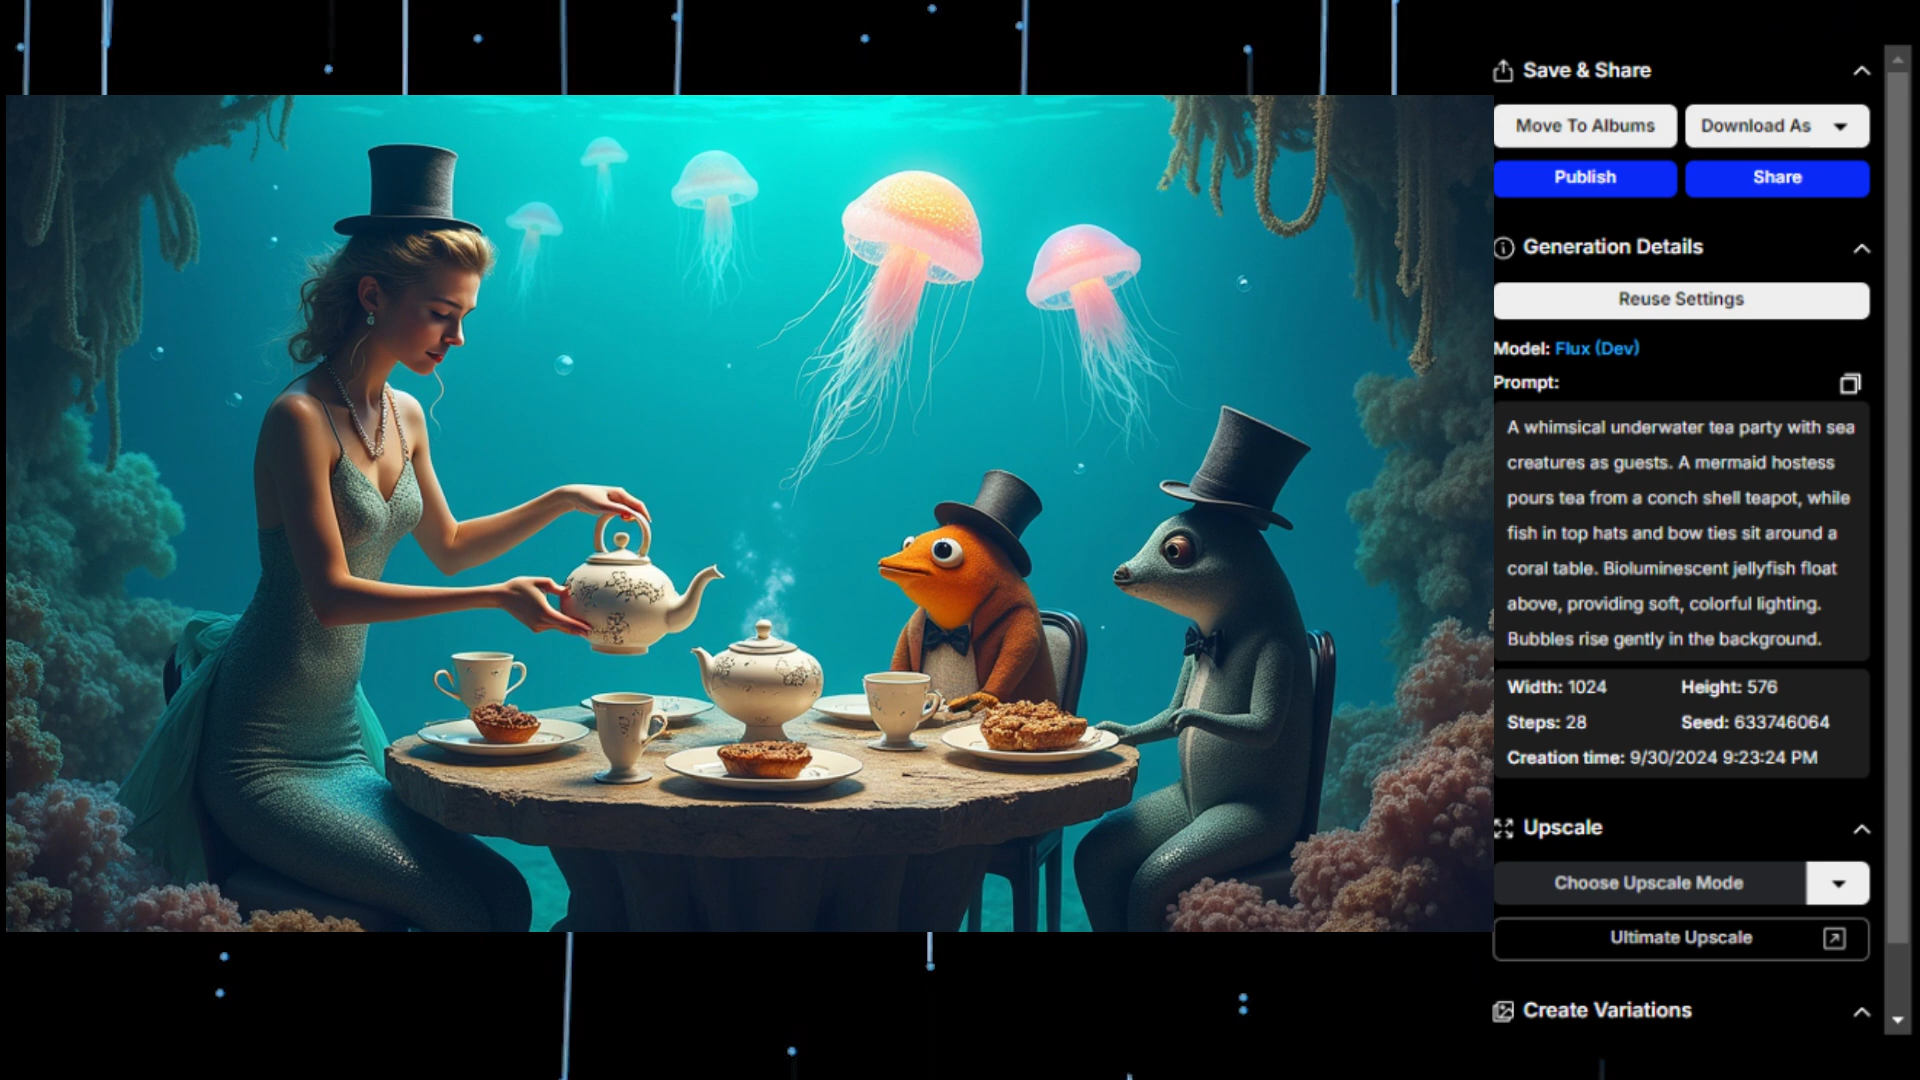 Save & Share
Move To Albums
Download As
Publish
Share
Generation Details
Reuse Settings
Model: Flux (Dev)
Prompt:
A whimsical underwater tea party with sea
creatures as guests. A mermaid hostess
pours tea from a conch shell teapot, while
fish in top hats and bow ties sit around a
coral table. Bioluminescent jellyfish float
above, providing soft, colorful lighting.
Bubbles rise gently in the background.
Width: 1024 Height: 576
Steps: 28 Seed: 633746064
Creation time: 9/30/2024 9:23:24 PM
Upscale
Choose Upscale Mode
Ultimate Upscale
Create Variations